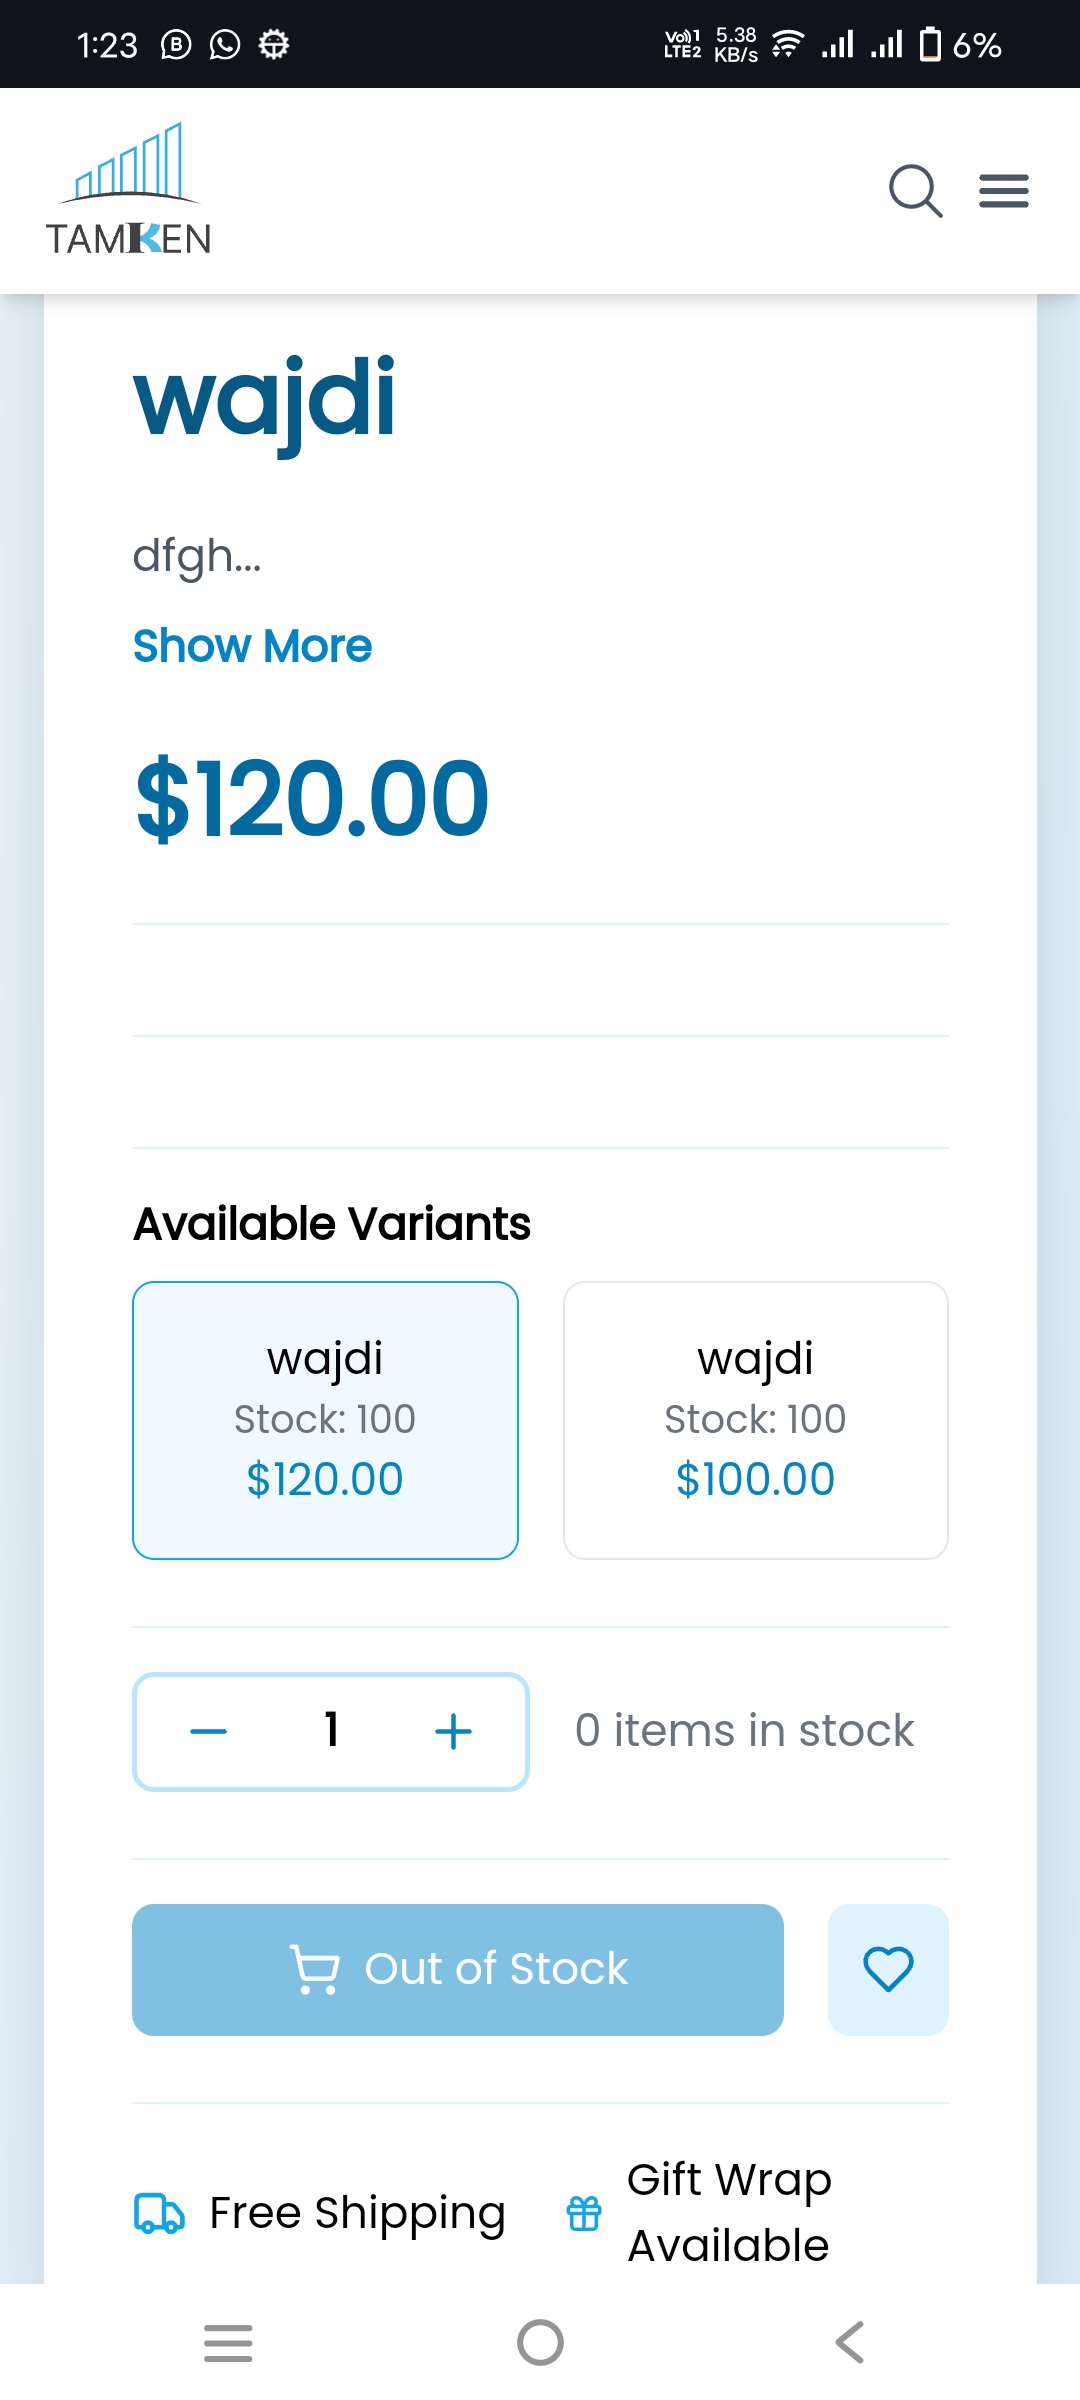 1:23
Vo)) 1 LTE2 5.38 KB/s 6%
TAMKEN
wajdi
dfgh...
Show More
$120.00
Available Variants
wajdi
Stock: 100
$120.00
wajdi
Stock: 100
$100.00
1
0 items in stock
Out of Stock
Free Shipping
Gift Wrap
Available